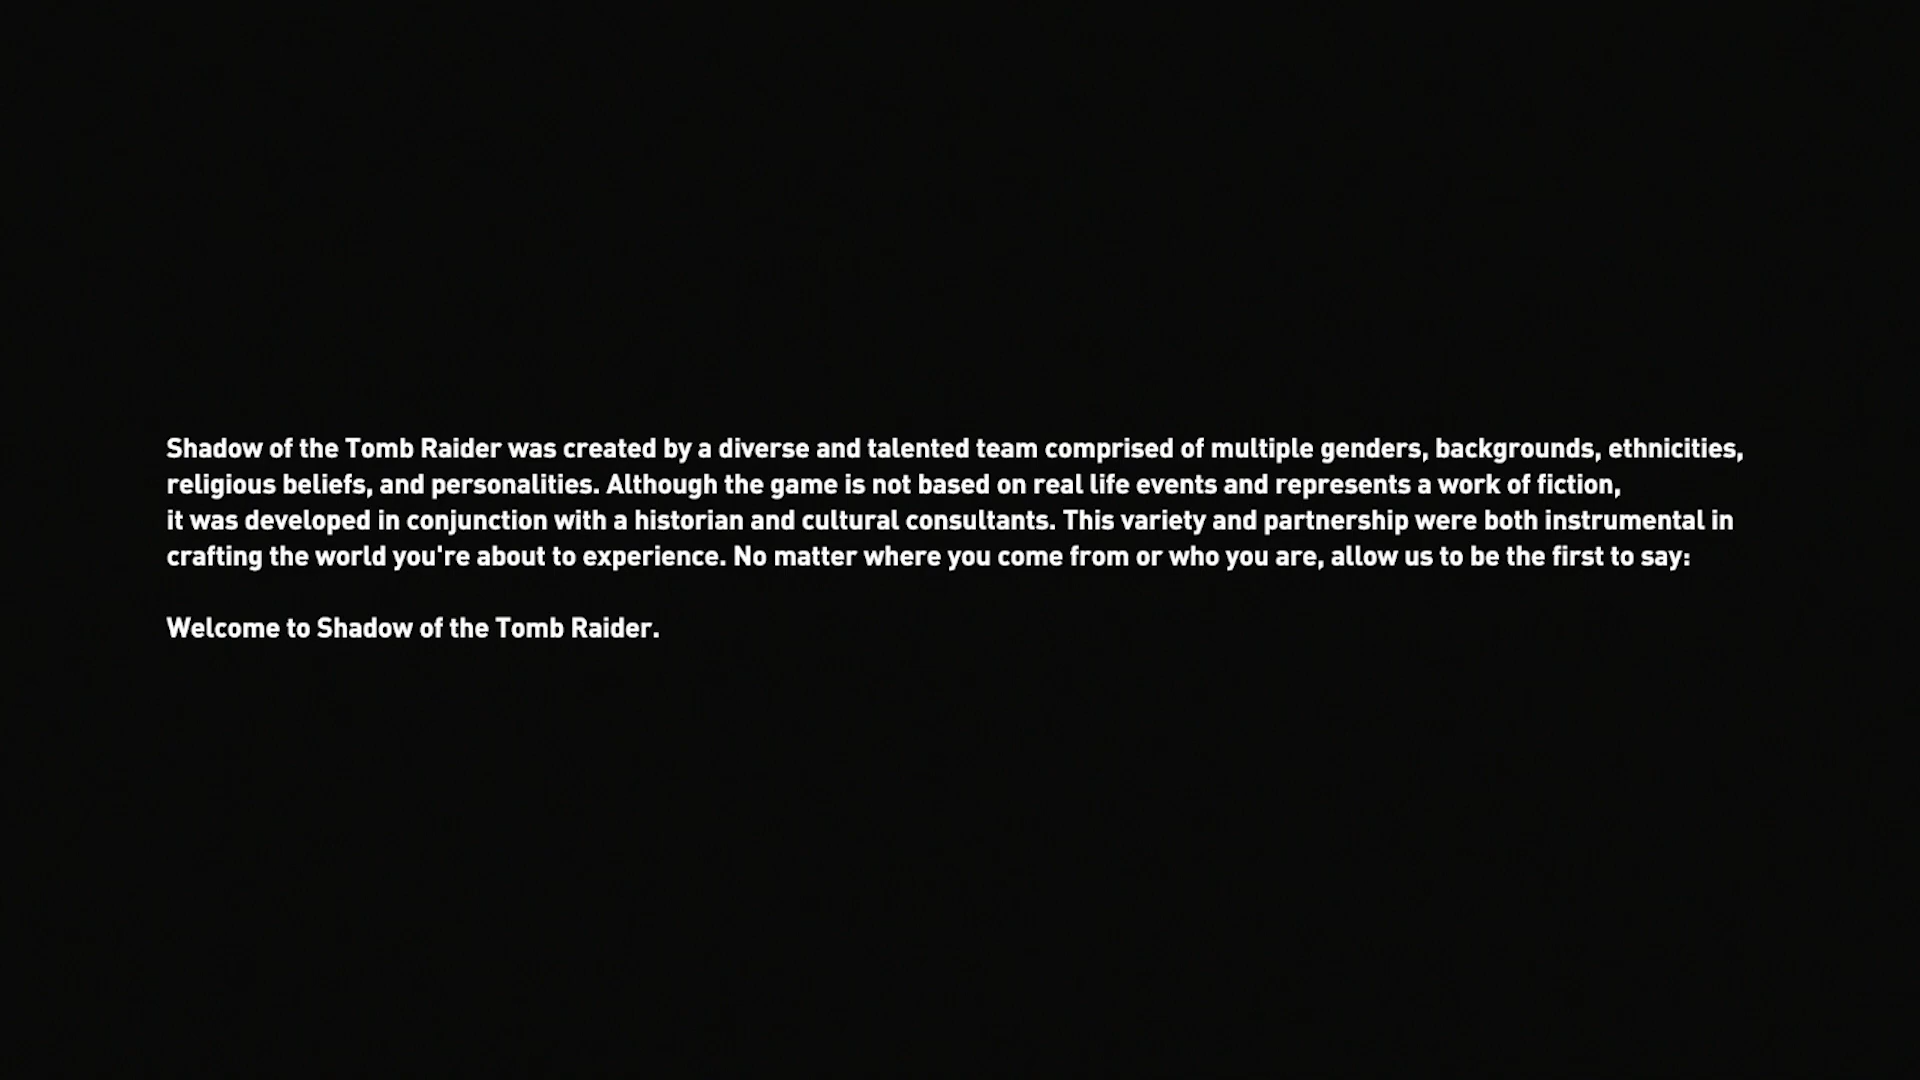 Shadow of the Tomb Raider was created by a diverse and talented team comprised of multiple genders, backgrounds, ethnicities,
religious beliefs, and personalities. Although the game is not based on real life events and represents a work of fiction,
it was developed in conjunction with a historian and cultural consultants. This variety and partnership were both instrumental in
crafting the world you're about to experience. No matter where you come from or who you are, allow us to be the first to say:
Welcome to Shadow of the Tomb Raider.